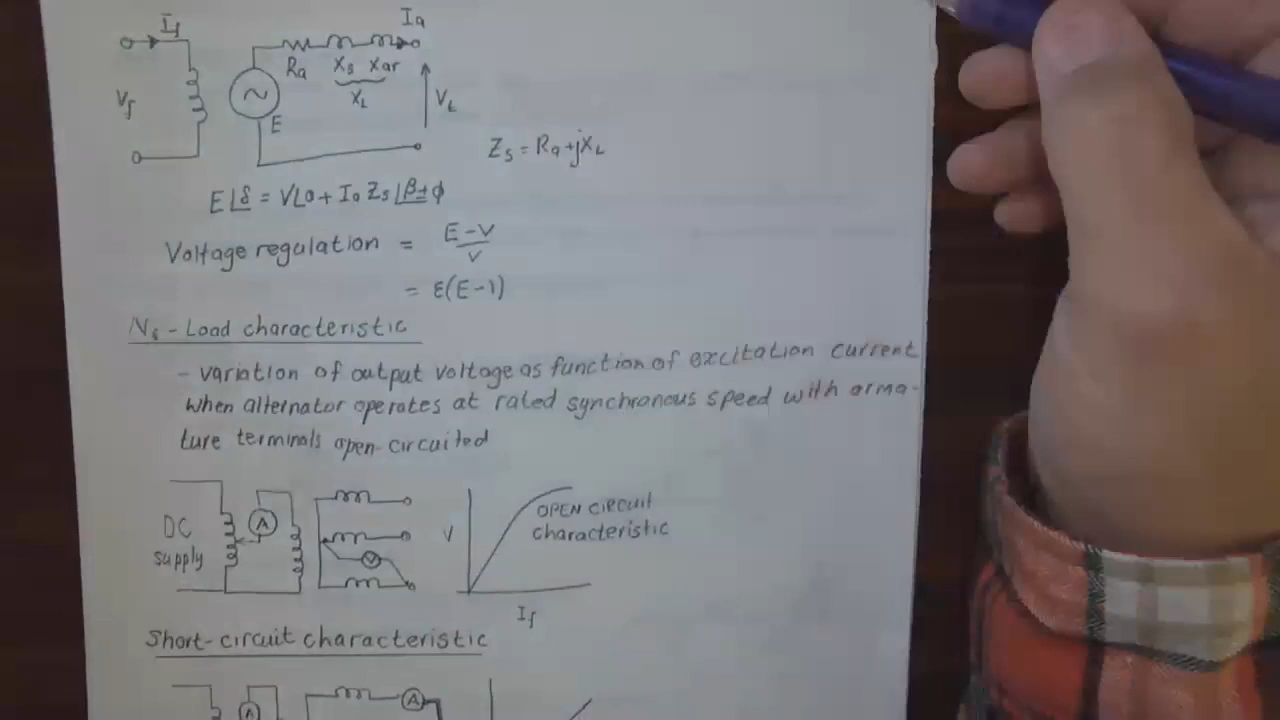 If
Ia
Ra Xs Xar
XL
Vf
E
VL
Zs = Ra+jXL
E∠δ = V∠0 + Ia Zs∠β±φ
Voltage regulation = E-V/V
= ε(E-1)
- Load characteristic
- variation of output voltage as function of excitation current
when alternator operates at rated synchronous speed with arma-
ture terminals open-circuited
DC
supply
A
V
V
OPEN CIRCUIT
characteristic
If
Short-circuit characteristic
A
A